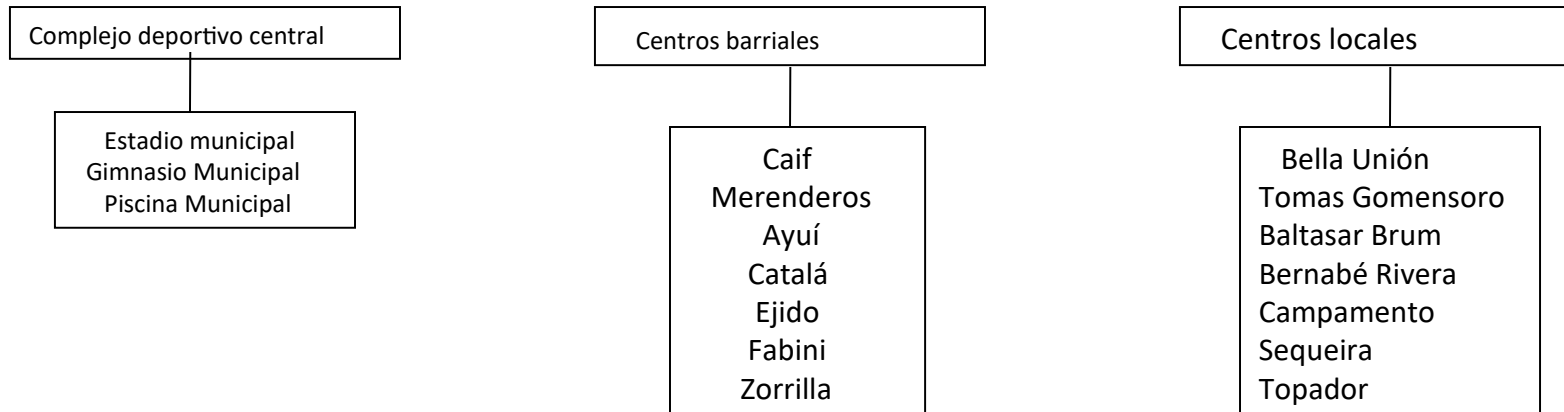 Complejo deportivo central
Estadio municipal
Gimnasio Municipal
Piscina Municipal
Centros barriales
Caif
Merenderos
Ayuí
Catalá
Ejido
Fabini
Zorrilla
Centros locales
Bella Unión
Tomas Gomensoro
Baltasar Brum
Bernabé Rivera
Campamento
Sequeira
Topador